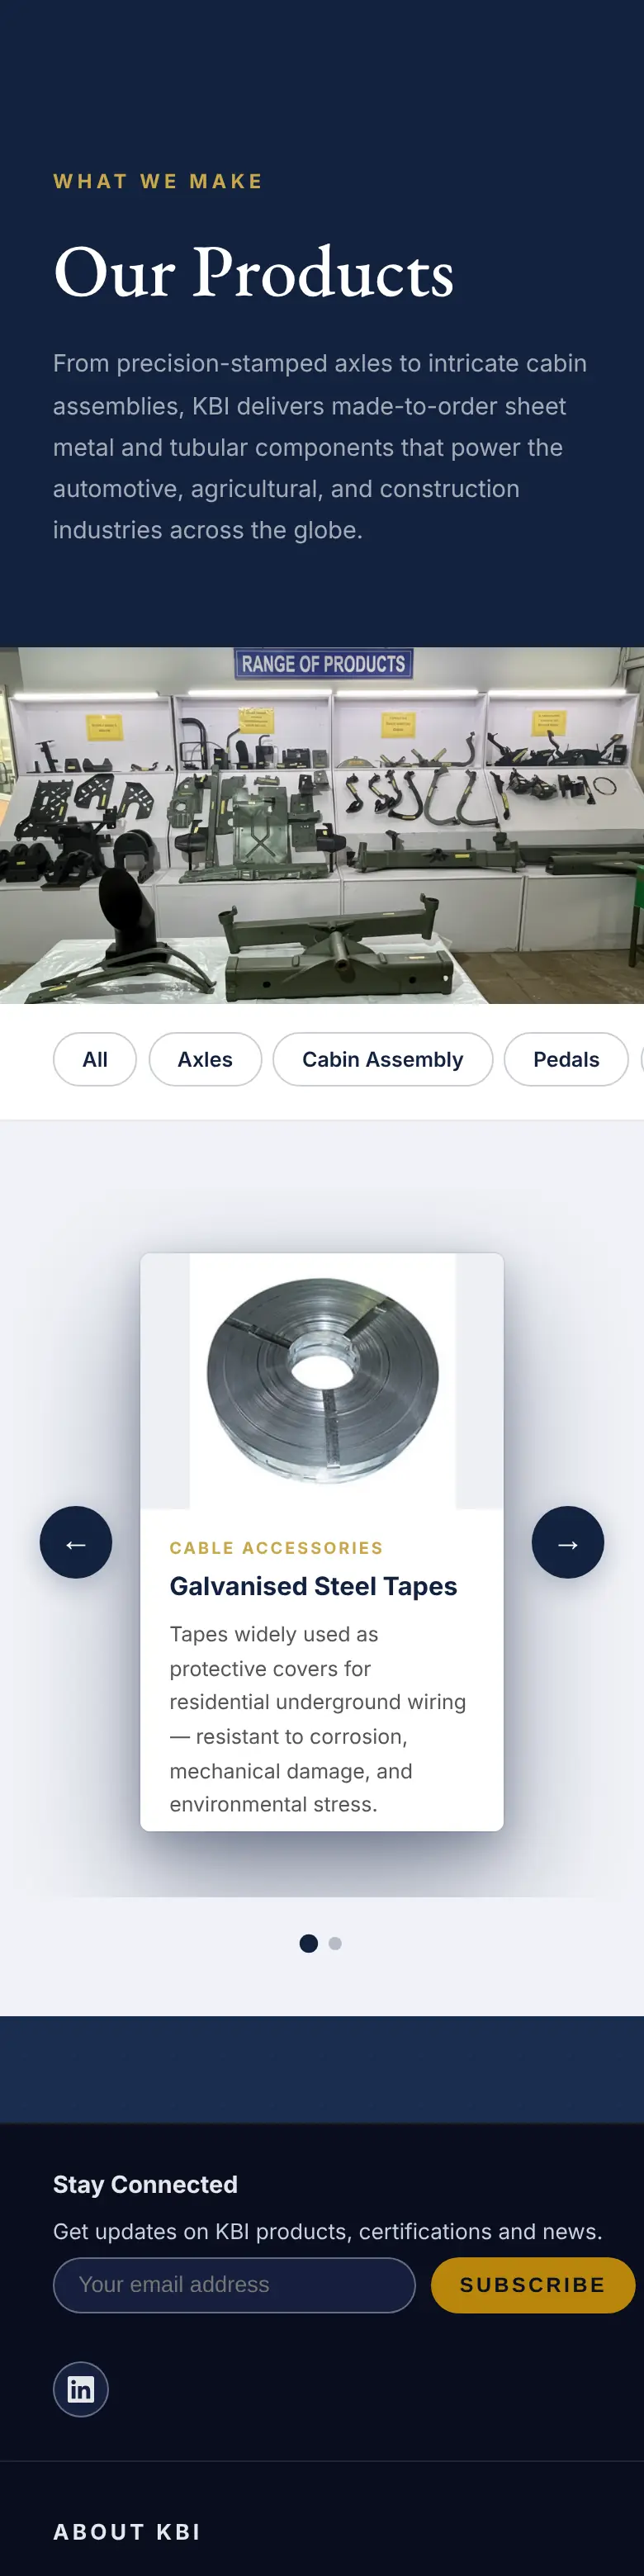 WHAT WE MAKE
Our Products
From precision-stamped axles to intricate cabin
assemblies, KBI delivers made-to-order sheet
metal and tubular components that power the
automotive, agricultural, and construction
industries across the globe.
RANGE OF PRODUCTS
All
Axles
Cabin Assembly
Pedals
CABLE ACCESSORIES
Galvanised Steel Tapes
Tapes widely used as
protective covers for
residential underground wiring
— resistant to corrosion,
mechanical damage, and
environmental stress.
Stay Connected
Get updates on KBI products, certifications and news.
Your email address
SUBSCRIBE
in
ABOUT KBI